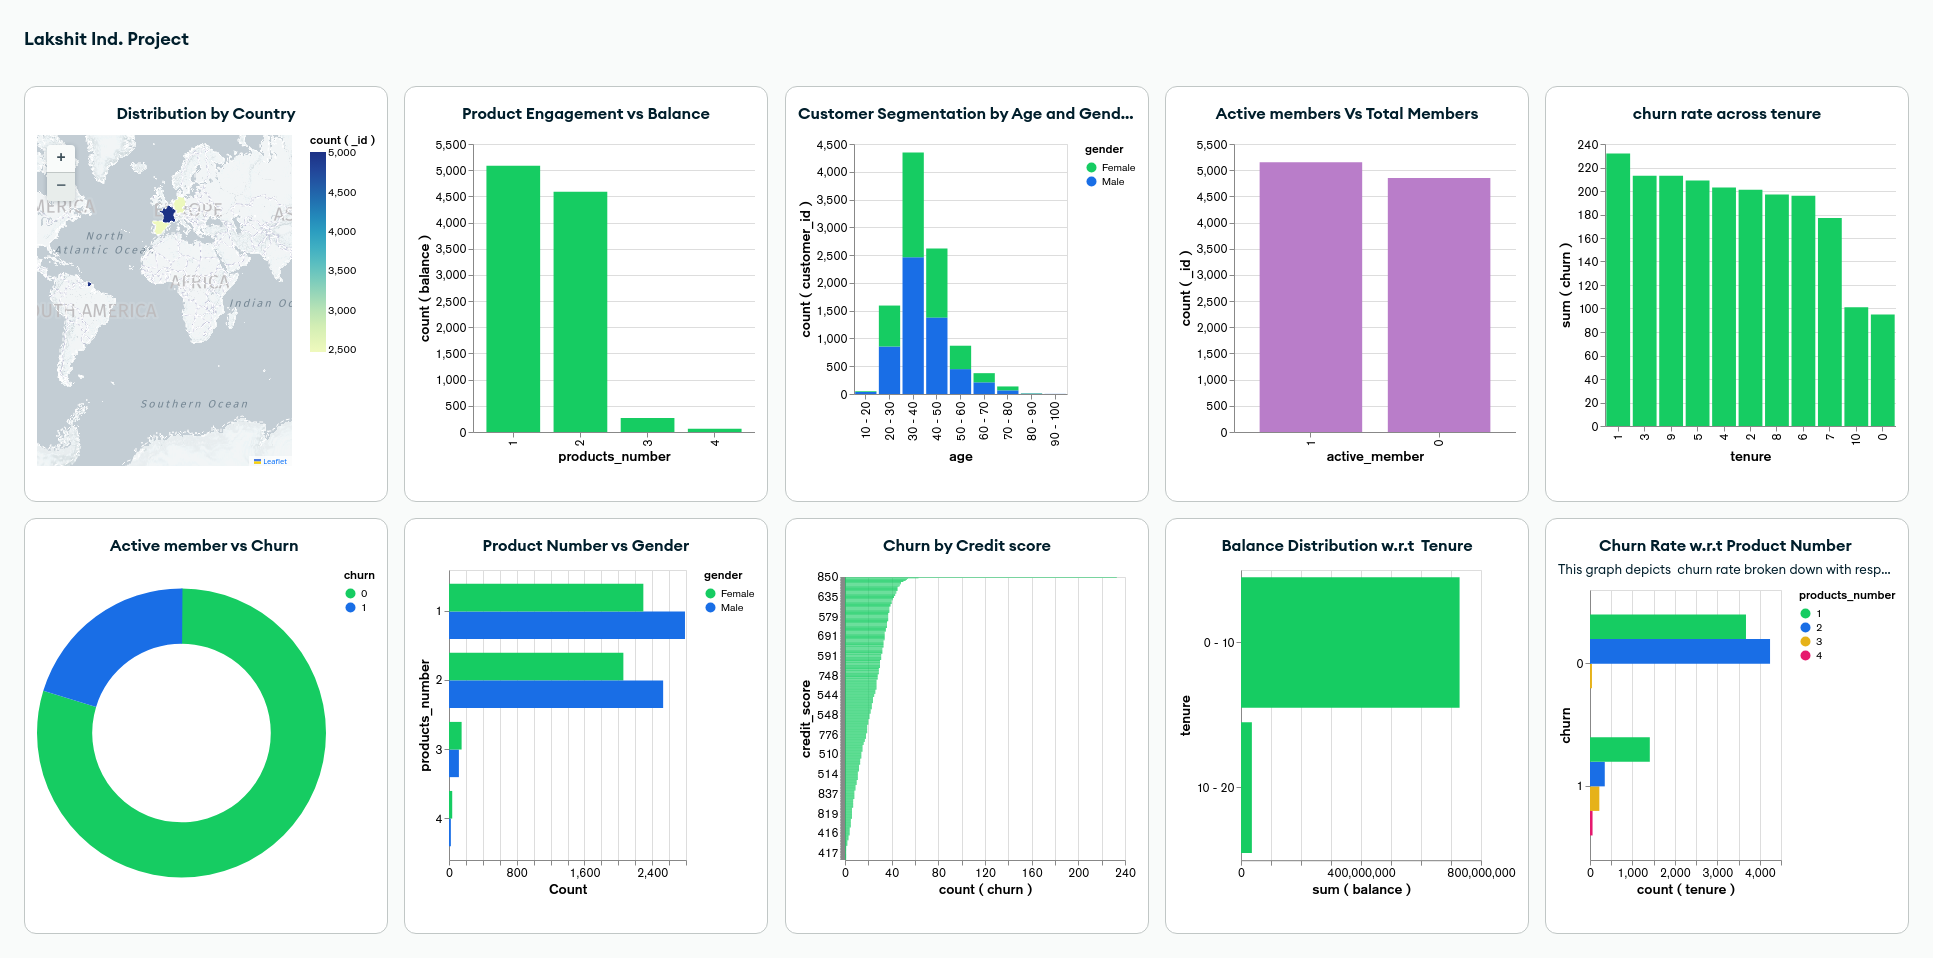 Lakshit Ind. Project
Distribution by Country
+
−
ERICA
EUROPE
AS
North
Atlantic Ocea
AFRICA
UTH AMERICA
Indian Oc
Southern Ocean
Leaflet
count ( _id )
5,000
4,500
4,000
3,500
3,000
2,500
Product Engagement vs Balance
5,500
5,000
4,500
4,000
3,500
3,000
2,500
2,000
1,500
1,000
500
0
count ( balance )
1
2
3
4
products_number
Customer Segmentation by Age and Gend...
4,500
4,000
3,500
3,000
2,500
2,000
1,500
1,000
500
0
count ( customer_id )
10 - 20
20 - 30
30 - 40
40 - 50
50 - 60
60 - 70
70 - 80
80 - 90
90 - 100
age
gender
Female
Male
Active members Vs Total Members
5,500
5,000
4,500
4,000
3,500
3,000
2,500
2,000
1,500
1,000
500
0
count ( _id )
1
0
active_member
churn rate across tenure
240
220
200
180
160
140
120
100
80
60
40
20
0
sum ( churn )
1
3
9
5
4
2
8
6
7
10
0
tenure
Active member vs Churn
churn
0
1
Product Number vs Gender
products_number
1
2
3
4
0
800
1,600
2,400
Count
gender
Female
Male
Churn by Credit score
credit_score
850
635
579
691
591
748
544
548
776
510
514
837
819
416
417
0
40
80
120
160
200
240
count ( churn )
Balance Distribution w.r.t Tenure
tenure
0 - 10
10 - 20
0
400,000,000
800,000,000
sum ( balance )
Churn Rate w.r.t Product Number
This graph depicts churn rate broken down with resp...
churn
0
1
0
1,000
2,000
3,000
4,000
count ( tenure )
products_number
1
2
3
4